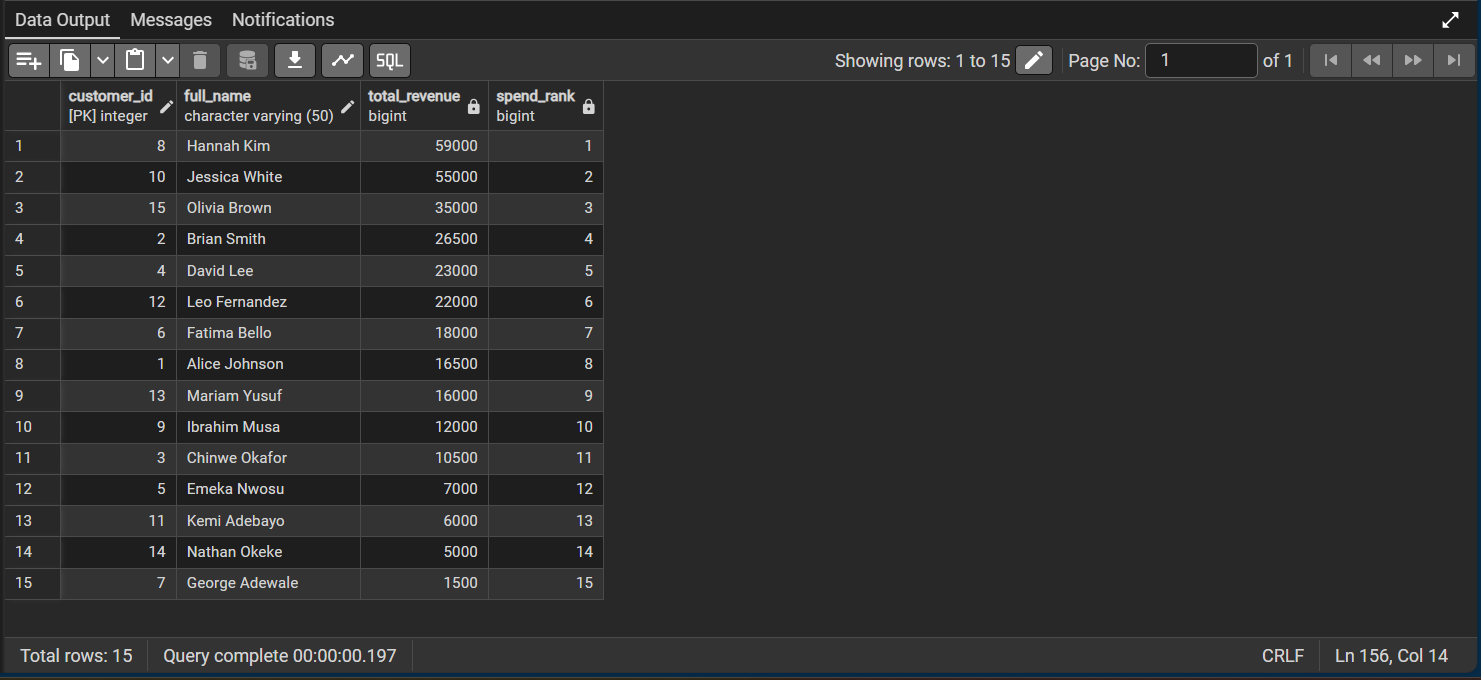 Data Output Messages Notifications
SQL Showing rows: 1 to 15 Page No: 1 of 1
customer_id full_name total_revenue spend_rank
[PK] integer character varying (50) bigint bigint
1 8 Hannah Kim 59000 1
2 10 Jessica White 55000 2
3 15 Olivia Brown 35000 3
4 2 Brian Smith 26500 4
5 4 David Lee 23000 5
6 12 Leo Fernandez 22000 6
7 6 Fatima Bello 18000 7
8 1 Alice Johnson 16500 8
9 13 Mariam Yusuf 16000 9
10 9 Ibrahim Musa 12000 10
11 3 Chinwe Okafor 10500 11
12 5 Emeka Nwosu 7000 12
13 11 Kemi Adebayo 6000 13
14 14 Nathan Okeke 5000 14
15 7 George Adewale 1500 15
Total rows: 15 Query complete 00:00:00.197 CRLF Ln 156, Col 14